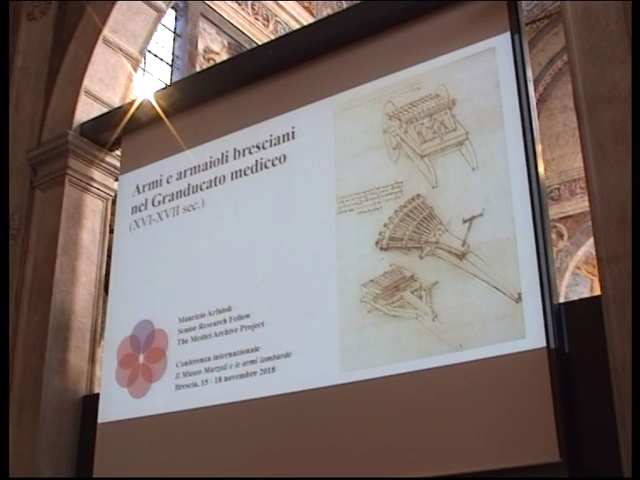 Armi e armaioli bresciani
nel Granducato mediceo
(XVI-XVII sec.)
Maurizio Arfaioli
Senior Research Fellow
The Medici Archive Project
Conferenza internazionale
Il Museo Marzoli e le armi lombarde
Brescia, 15 - 18 novembre 2018